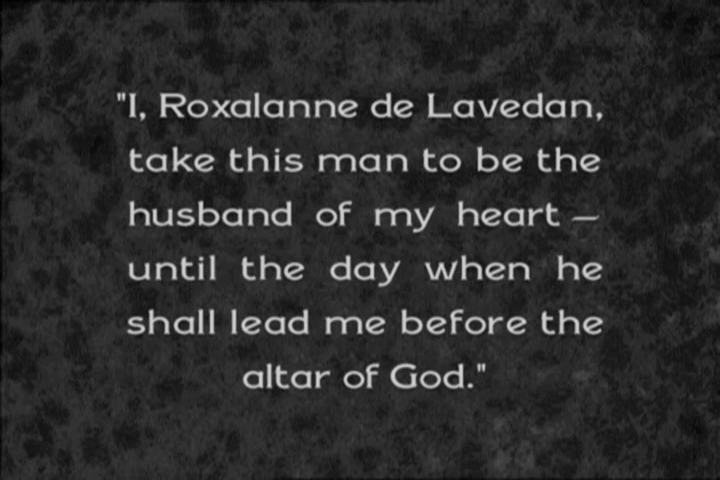 "I, Roxalanne de Lavedan,
take this man to be the
husband of my heart —
until the day when he
shall lead me before the
altar of God."